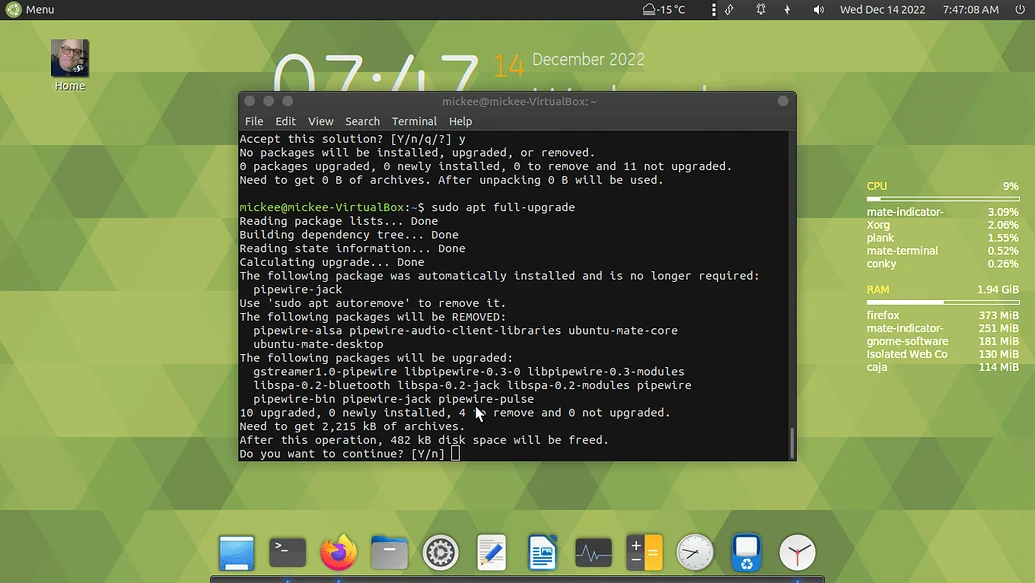 Menu
-15 °C
Wed Dec 14 2022
7:47:08 AM
Home
07:47
14
December 2022
mickee@mickee-VirtualBox: ~
File Edit View Search Terminal Help
Accept this solution? [Y/n/q/?] y
No packages will be installed, upgraded, or removed.
0 packages upgraded, 0 newly installed, 0 to remove and 11 not upgraded.
Need to get 0 B of archives. After unpacking 0 B will be used.
mickee@mickee-VirtualBox:~$ sudo apt full-upgrade
Reading package lists... Done
Building dependency tree... Done
Reading state information... Done
Calculating upgrade... Done
The following package was automatically installed and is no longer required:
pipewire-jack
Use 'sudo apt autoremove' to remove it.
The following packages will be REMOVED:
pipewire-alsa pipewire-audio-client-libraries ubuntu-mate-core
ubuntu-mate-desktop
The following packages will be upgraded:
gstreamer1.0-pipewire libpipewire-0.3-0 libpipewire-0.3-modules
libspa-0.2-bluetooth libspa-0.2-jack libspa-0.2-modules pipewire
pipewire-bin pipewire-jack pipewire-pulse
10 upgraded, 0 newly installed, 4 to remove and 0 not upgraded.
Need to get 2,215 kB of archives.
After this operation, 482 kB disk space will be freed.
Do you want to continue? [Y/n]
CPU 9%
mate-indicator- 3.09%
Xorg 2.06%
plank 1.55%
mate-terminal 0.52%
conky 0.26%
RAM 1.94 GiB
firefox 373 MiB
mate-indicator- 251 MiB
gnome-software 181 MiB
Isolated Web Co 130 MiB
caja 114 MiB